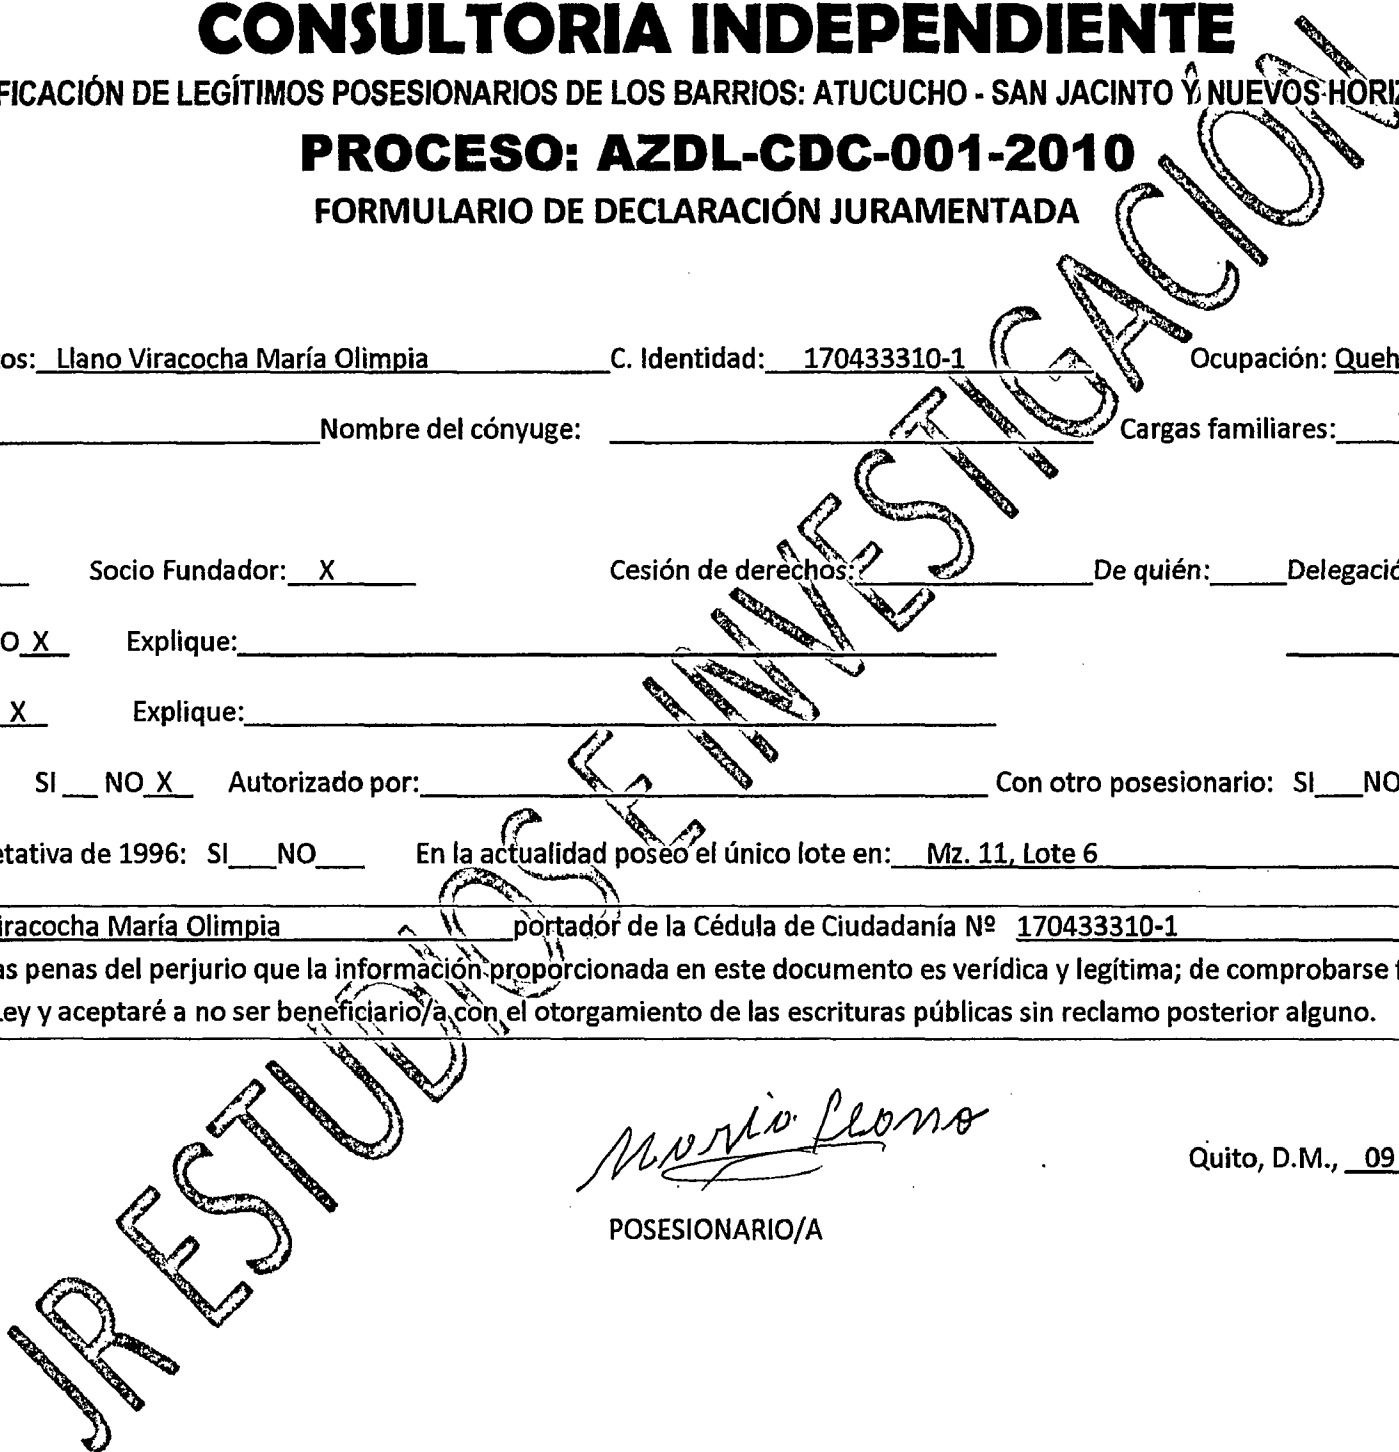 CONSULTORIA INDEPENDIENTE
FICACIÓN DE LEGÍTIMOS POSESIONARIOS DE LOS BARRIOS: ATUCUCHO - SAN JACINTO Y NUEVOS HORIZ
PROCESO: AZDL-CDC-001-2010
FORMULARIO DE DECLARACIÓN JURAMENTADA
os: Llano Viracocha María Olimpia C. Identidad: 170433310-1 Ocupación: Queh
Nombre del cónyuge: Cargas familiares:
Socio Fundador: X Cesión de derechos: De quién: Delegació
O X Explique:
X Explique:
SI NO X Autorizado por: Con otro posesionario: SI NO
etativa de 1996: SI NO En la actualidad poseo el único lote en: Mz. 11, Lote 6
iracocha María Olimpia portador de la Cédula de Ciudadanía Nº 170433310-1
as penas del perjurio que la información proporcionada en este documento es verídica y legítima; de comprobarse f
Ley y aceptaré a no ser beneficiario/a con el otorgamiento de las escrituras públicas sin reclamo posterior alguno.
Quito, D.M., 09
POSESIONARIO/A
JR ESTUDIOS E INVESTIGACION